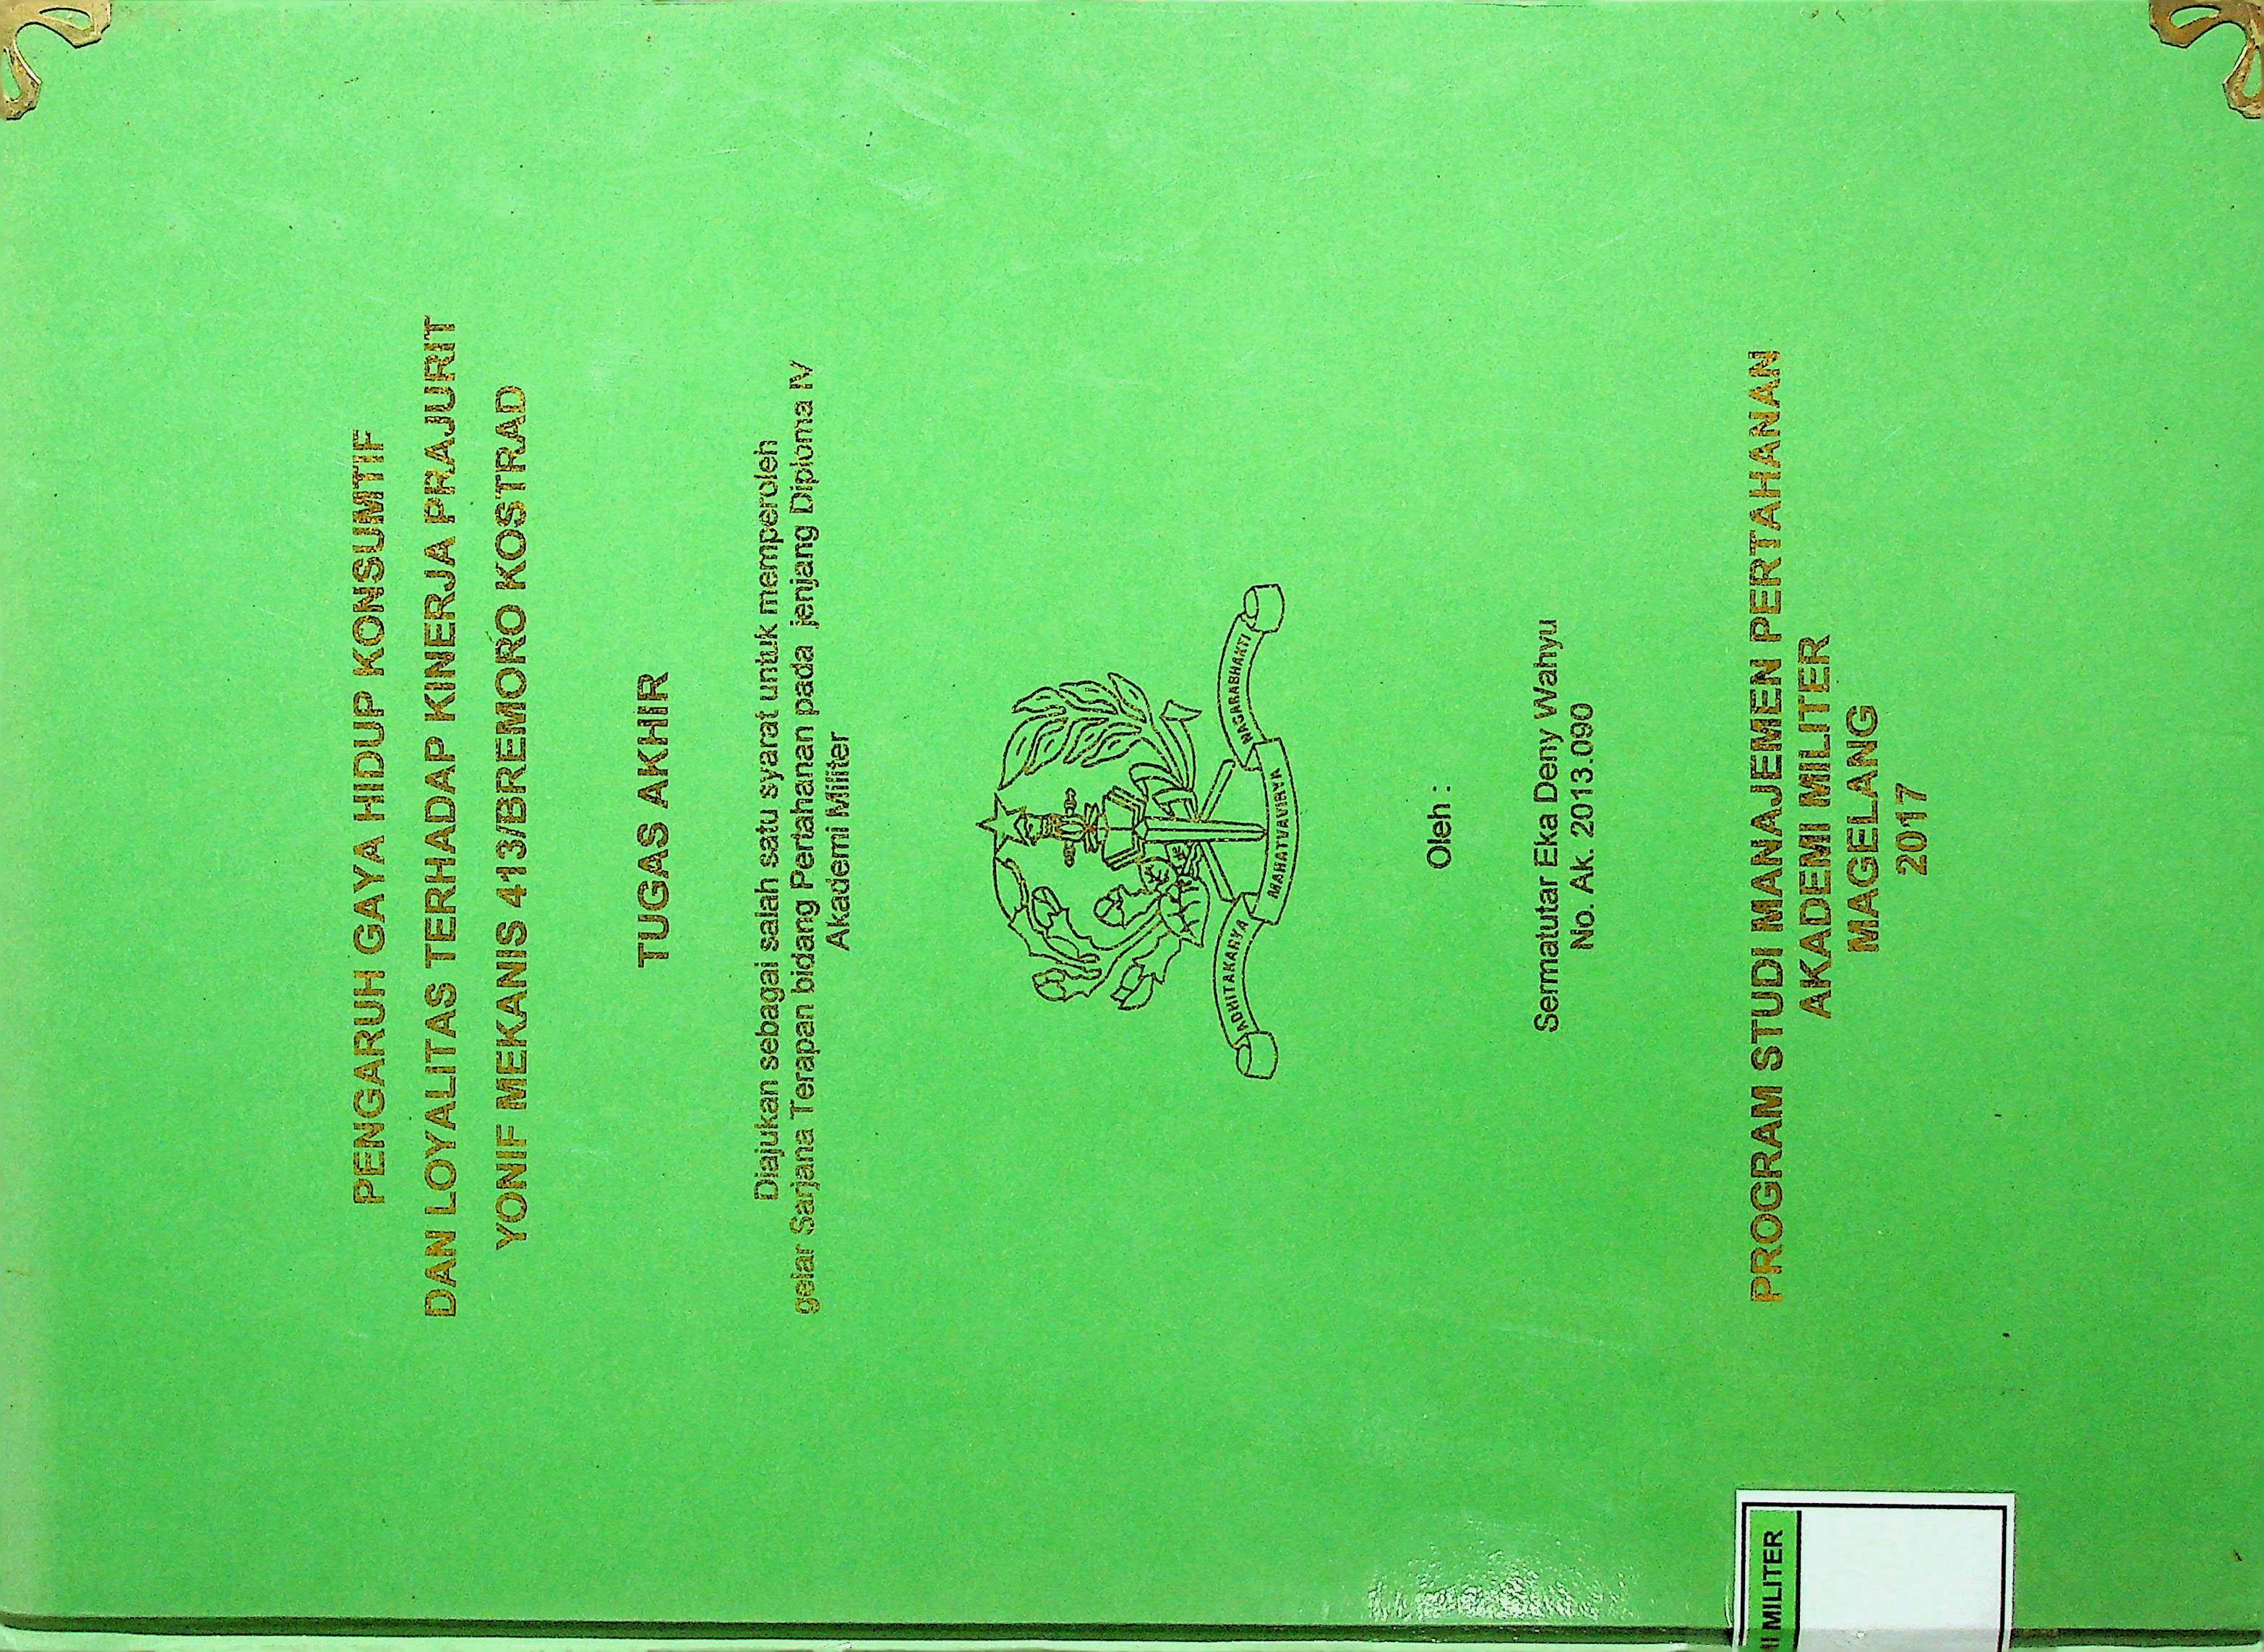 PENGARUH GAYA HIDUP KONSUMTIF
DAN LOYALITAS TERHADAP KINERJA PRAJURIT
YONIF MEKANIS 413/BREMORO KOSTRAD
TUGAS AKHIR
Diajukan sebagai salah satu syarat untuk memperoleh
gelar Sarjana Terapan bidang Pertahanan pada jenjang Diploma IV
Akademi Militer
ADHITAKARYA MAHATVAVIRYA NAGARABHAKTI
Oleh :
Sermatutar Eka Deny Wahyu
No. Ak. 2013.090
PROGRAM STUDI MANAJEMEN PERTAHANAN
AKADEMI MILITER
MAGELANG
2017
MILITER